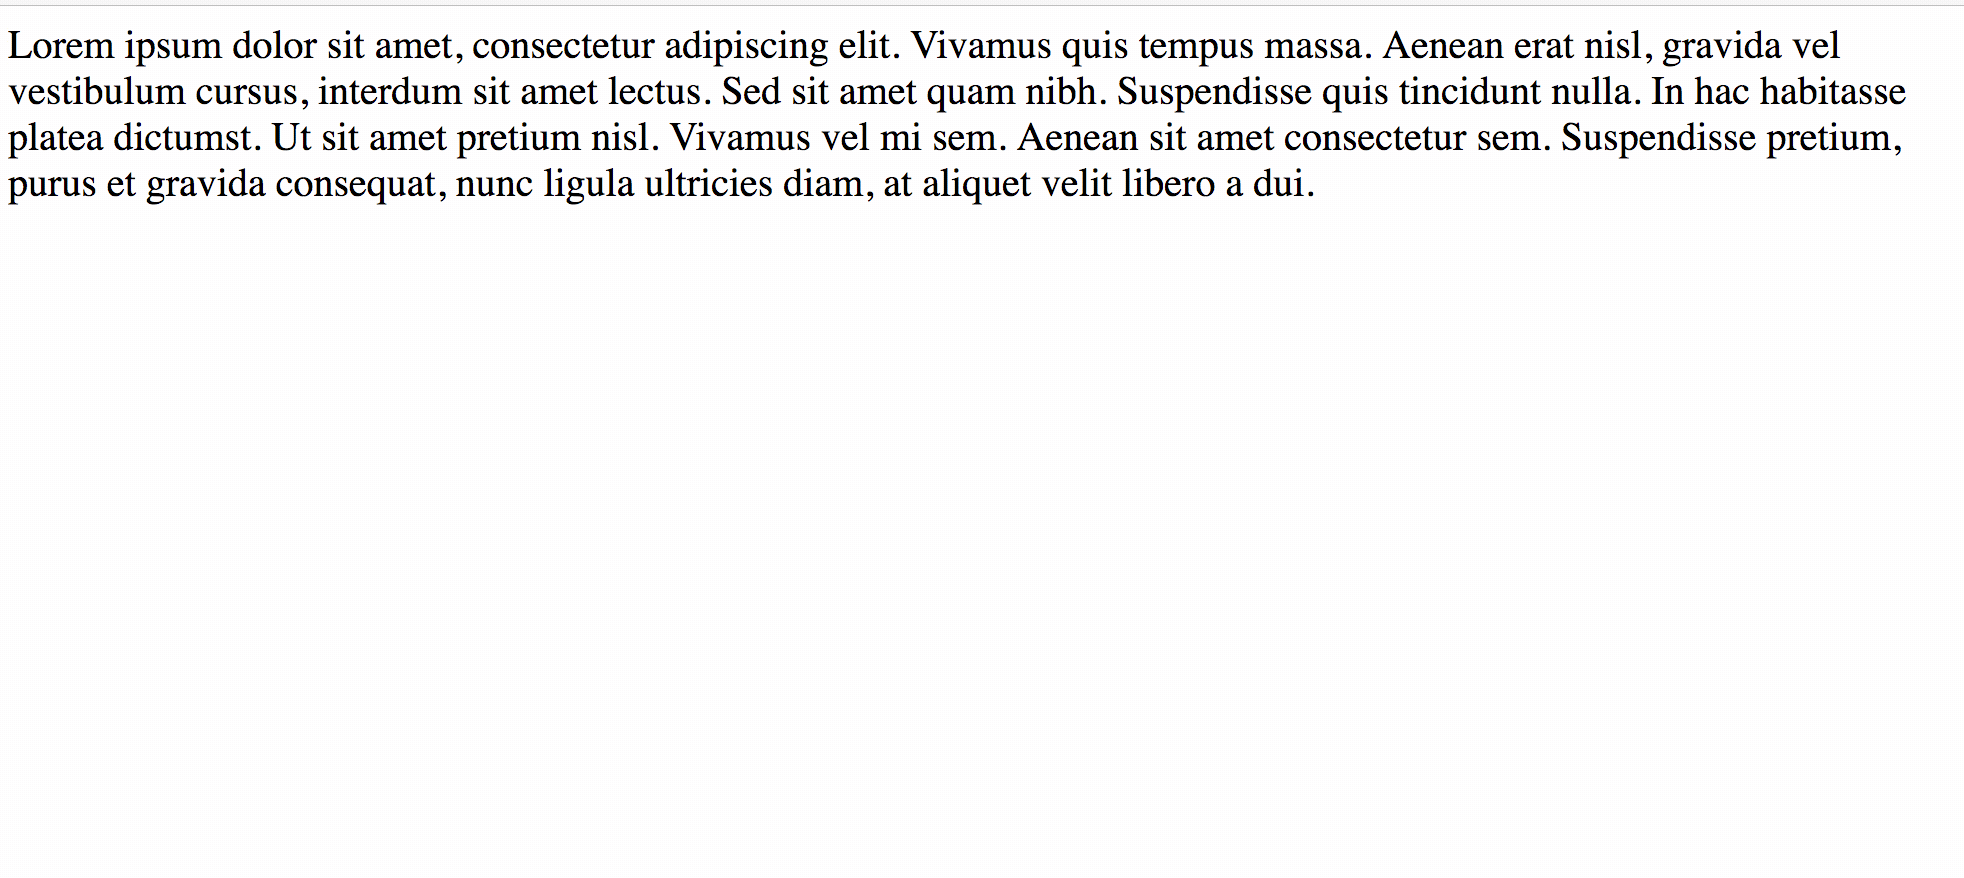 Lorem ipsum dolor sit amet, consectetur adipiscing elit. Vivamus quis tempus massa. Aenean erat nisl, gravida vel
vestibulum cursus, interdum sit amet lectus. Sed sit amet quam nibh. Suspendisse quis tincidunt nulla. In hac habitasse
platea dictumst. Ut sit amet pretium nisl. Vivamus vel mi sem. Aenean sit amet consectetur sem. Suspendisse pretium,
purus et gravida consequat, nunc ligula ultricies diam, at aliquet velit libero a dui.